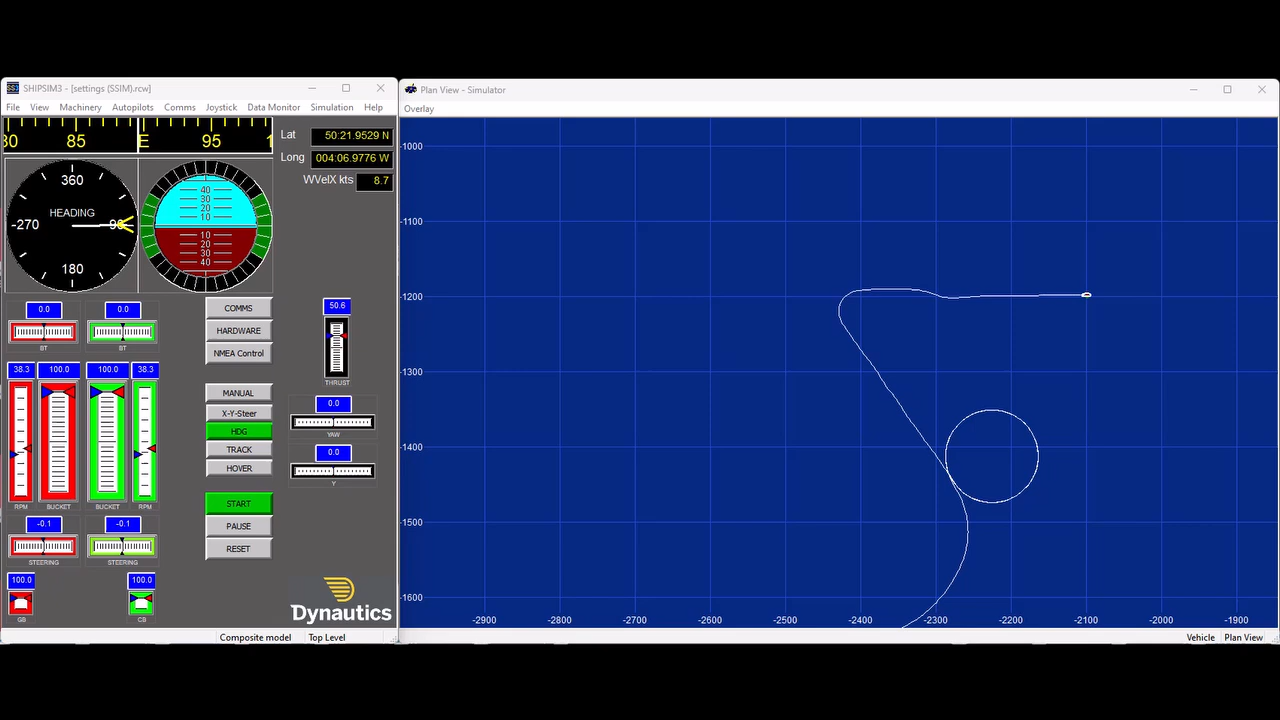 SHIPSIM3 - [settings (SSIM).rcw]
File View Machinery Autopilots Comms Joystick Data Monitor Simulation Help
85 E 95
Lat 50:21.9529 N
Long 004:06.9776 W
WVelX kts 8.7
360
HEADING
-270 90
180
40
30
20
10
10
20
30
40
0.0 0.0
BT BT
38.3 100.0 100.0 38.3
RPM BUCKET BUCKET RPM
-0.1 -0.1
STEERING STEERING
100.0 100.0
GB CB
COMMS
HARDWARE
NMEA Control
MANUAL
X-Y-Steer
HDG
TRACK
HOVER
START
PAUSE
RESET
50.6
THRUST
0.0
YAW
0.0
Y
Dynautics
Composite model Top Level
Plan View - Simulator
Overlay
-1000
-1100
-1200
-1300
-1400
-1500
-1600
-2900 -2800 -2700 -2600 -2500 -2400 -2300 -2200 -2100 -2000 -1900
Vehicle Plan View